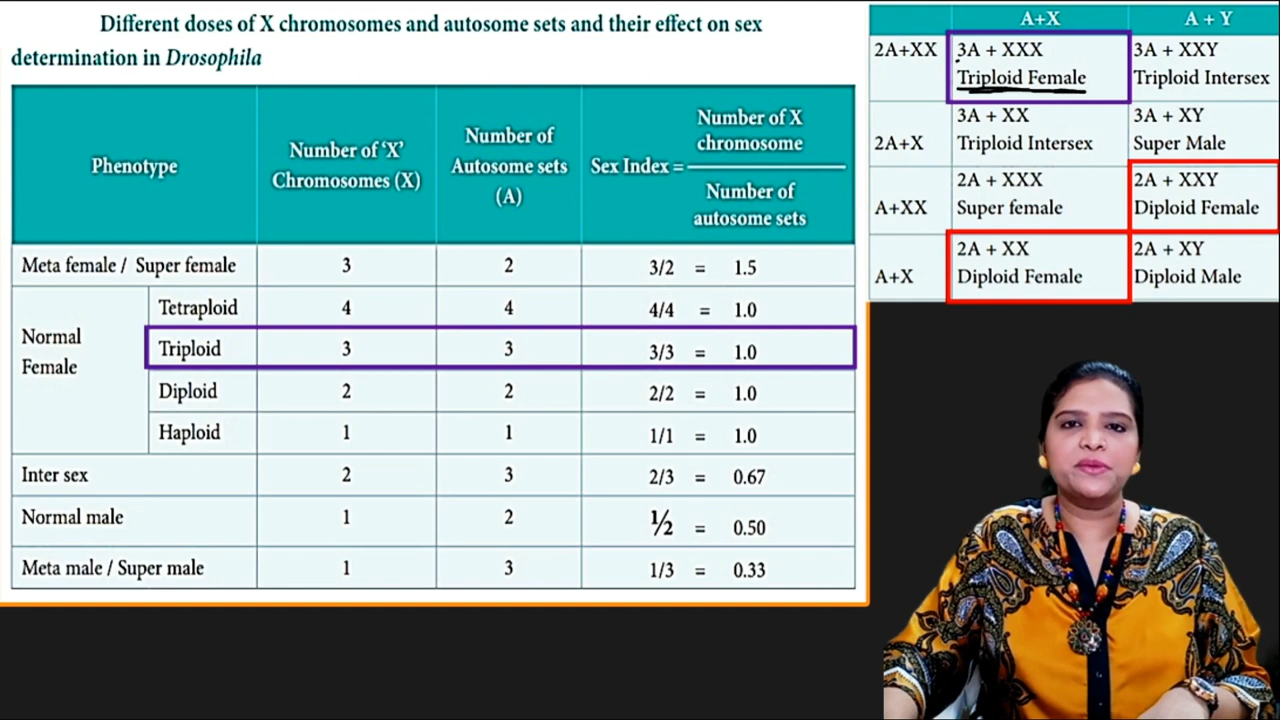 Different doses of X chromosomes and autosome sets and their effect on sex
determination in Drosophila
Phenotype
Number of ‘X’
Chromosomes (X)
Number of
Autosome sets
(A)
Sex Index =
Number of X
chromosome
Number of
autosome sets
Meta female / Super female 3 2 3/2 = 1.5
Normal
Female
Tetraploid 4 4 4/4 = 1.0
Triploid 3 3 3/3 = 1.0
Diploid 2 2 2/2 = 1.0
Haploid 1 1 1/1 = 1.0
Inter sex 2 3 2/3 = 0.67
Normal male 1 2 ½ = 0.50
Meta male / Super male 1 3 1/3 = 0.33
A+X A + Y
2A+XX 3A + XXX 3A + XXY
Triploid Female Triploid Intersex
3A + XX 3A + XY
2A+X Triploid Intersex Super Male
2A + XXX 2A + XXY
A+XX Super female Diploid Female
2A + XX 2A + XY
A+X Diploid Female Diploid Male